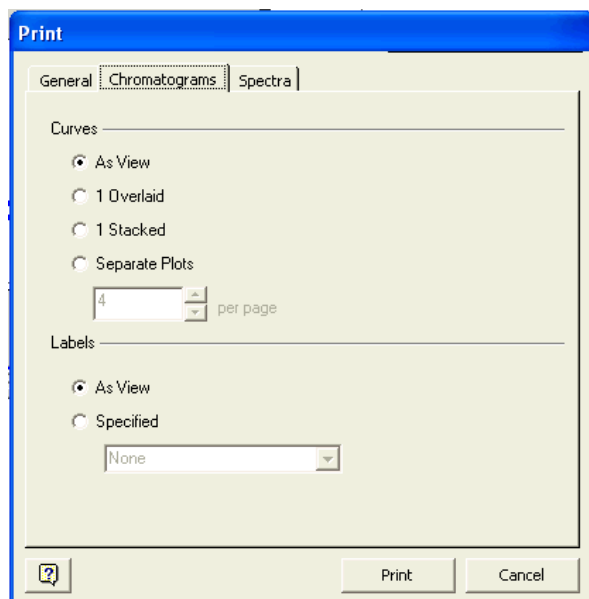 Print
General Chromatograms Spectra
Curves
As View
1 Overlaid
1 Stacked
Separate Plots
4 per page
Labels
As View
Specified
None
? Print Cancel